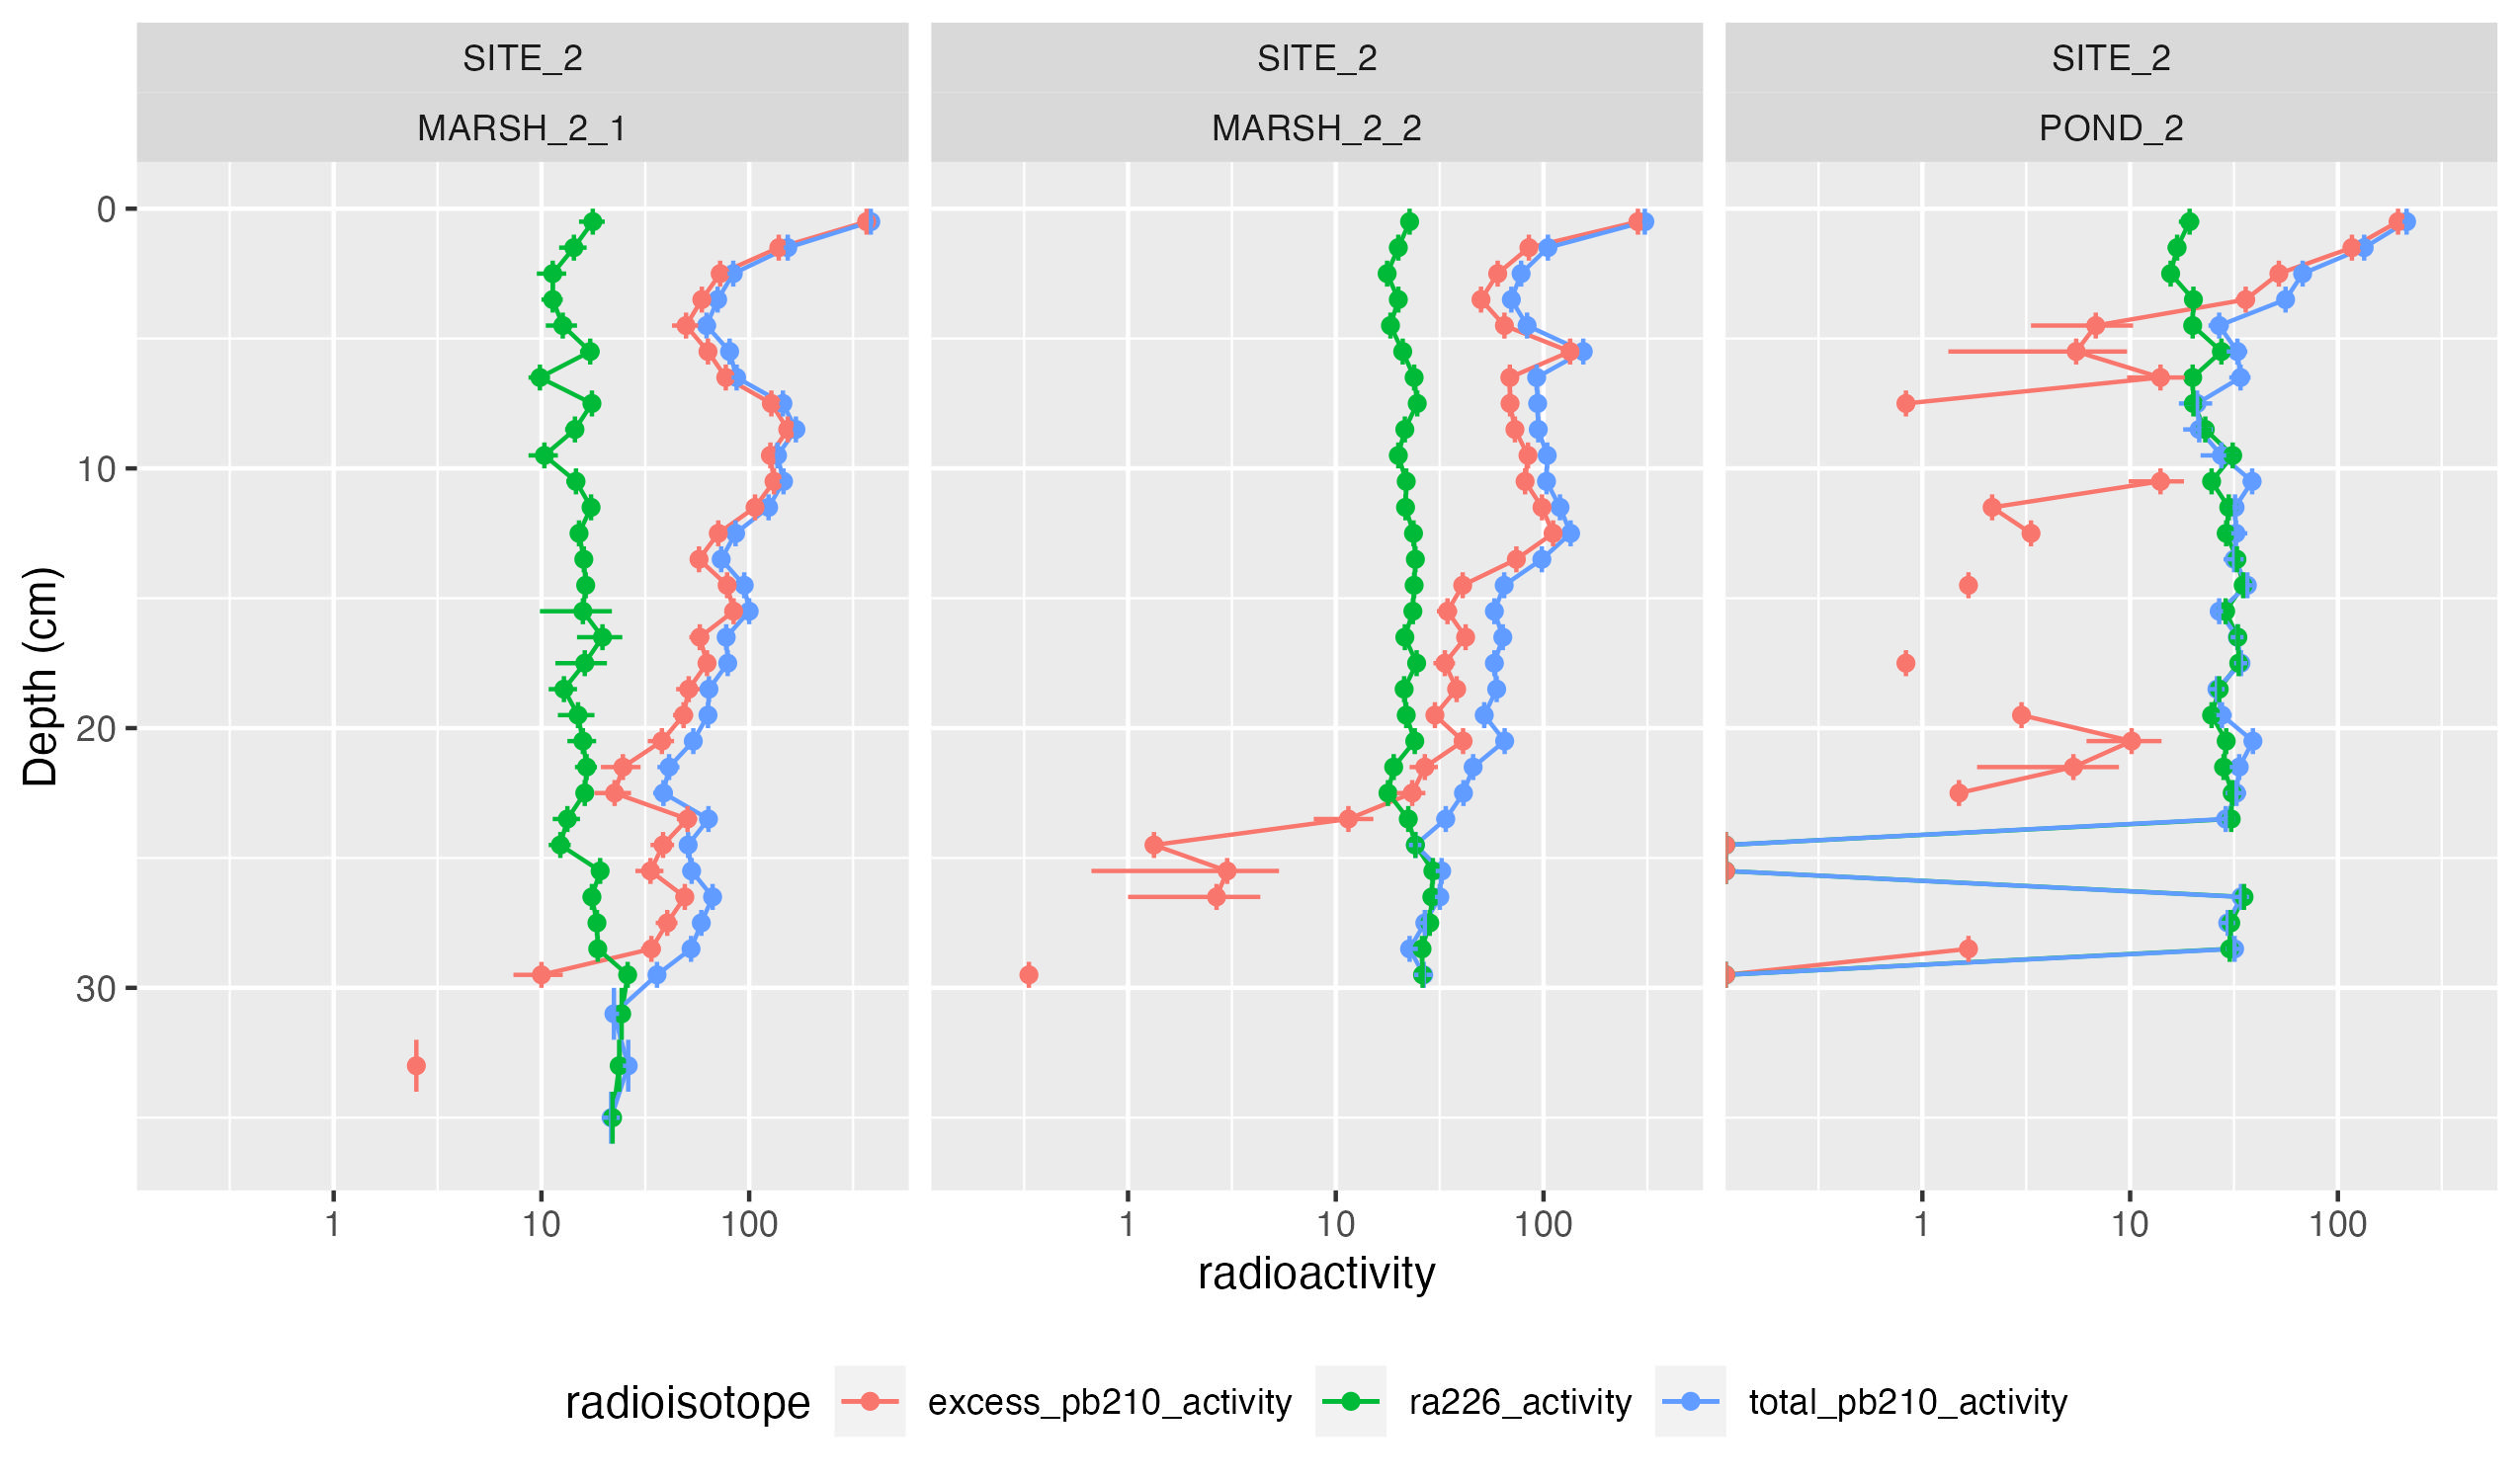 SITE_2 SITE_2 SITE_2
MARSH_2_1 MARSH_2_2 POND_2
0
10
20
30
Depth (cm)
1 10 100 1 10 100 1 10 100
radioactivity
radioisotope excess_pb210_activity ra226_activity total_pb210_activity